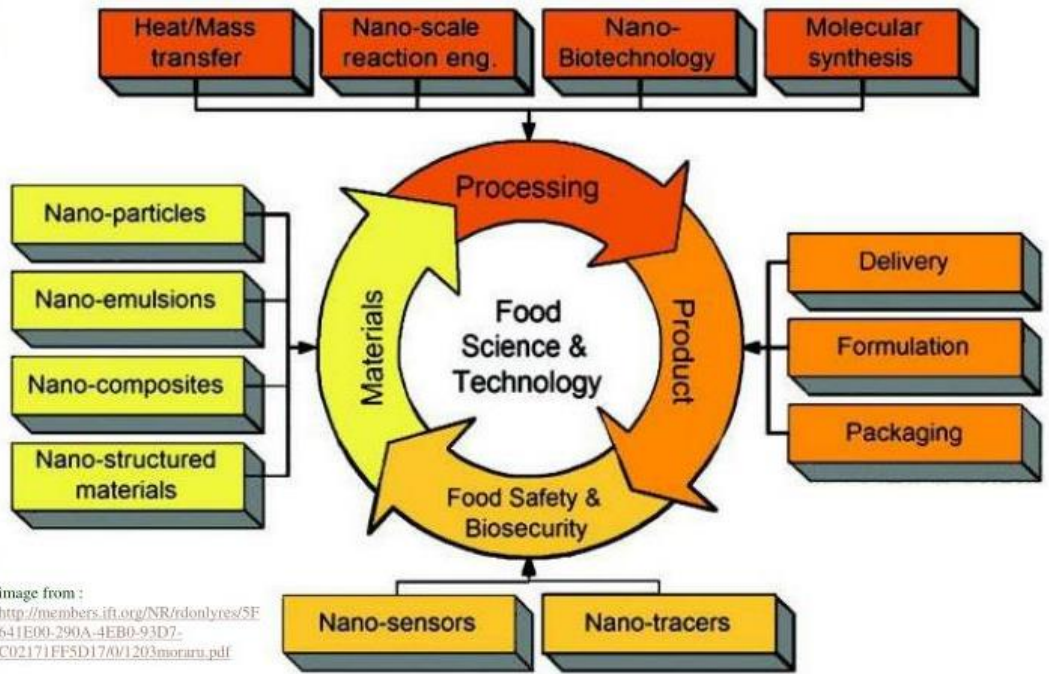 Heat/Mass
transfer
Nano-scale
reaction eng.
Nano-
Biotechnology
Molecular
synthesis
Processing
Nano-particles
Nano-emulsions
Nano-composites
Nano-structured
materials
Materials
Food
Science &
Technology
Product
Delivery
Formulation
Packaging
Food Safety &
Biosecurity
Nano-sensors
Nano-tracers
image from :
http://members.ift.org/NR/rdonlyres/5F
641E00-290A-4EB0-93D7-
C02171FF5D17/0/1203moraru.pdf